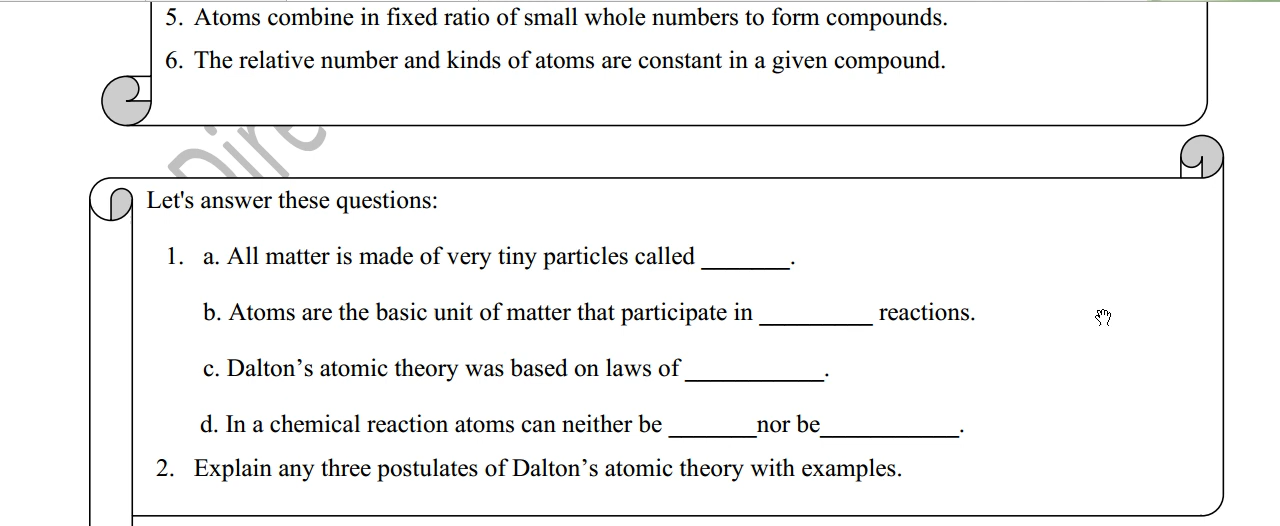 5. Atoms combine in fixed ratio of small whole numbers to form compounds.
6. The relative number and kinds of atoms are constant in a given compound.
Let's answer these questions:
1. a. All matter is made of very tiny particles called _______.
b. Atoms are the basic unit of matter that participate in _________ reactions.
c. Dalton’s atomic theory was based on laws of ___________.
d. In a chemical reaction atoms can neither be _______nor be___________.
2. Explain any three postulates of Dalton’s atomic theory with examples.